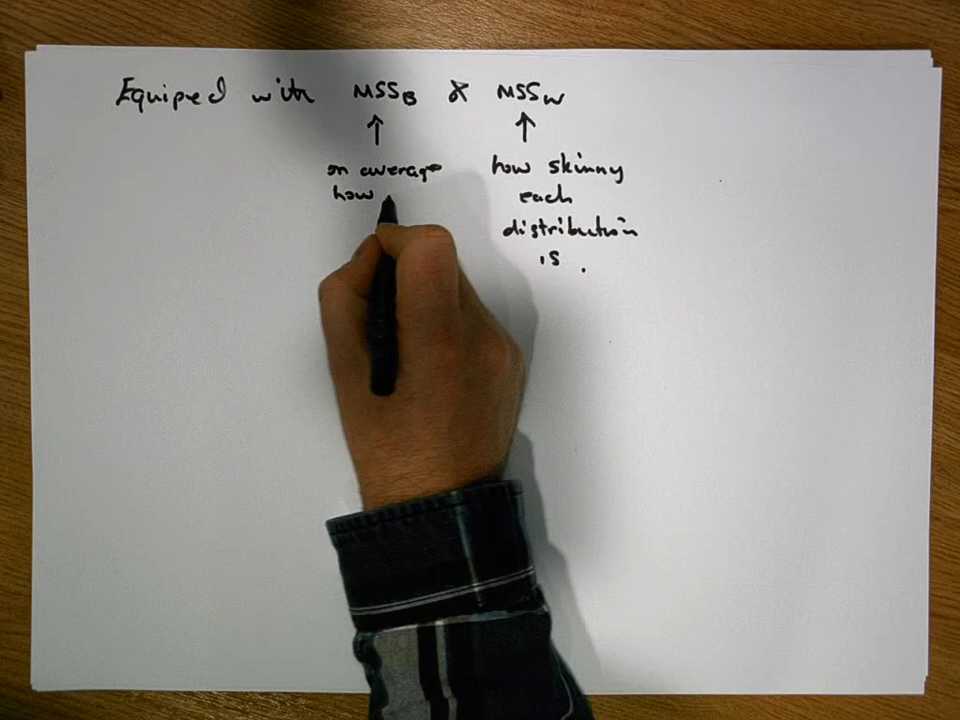 Equiped with MSSB & MSSW
↑ ↑
on average how skinny
how each
distribution
is.